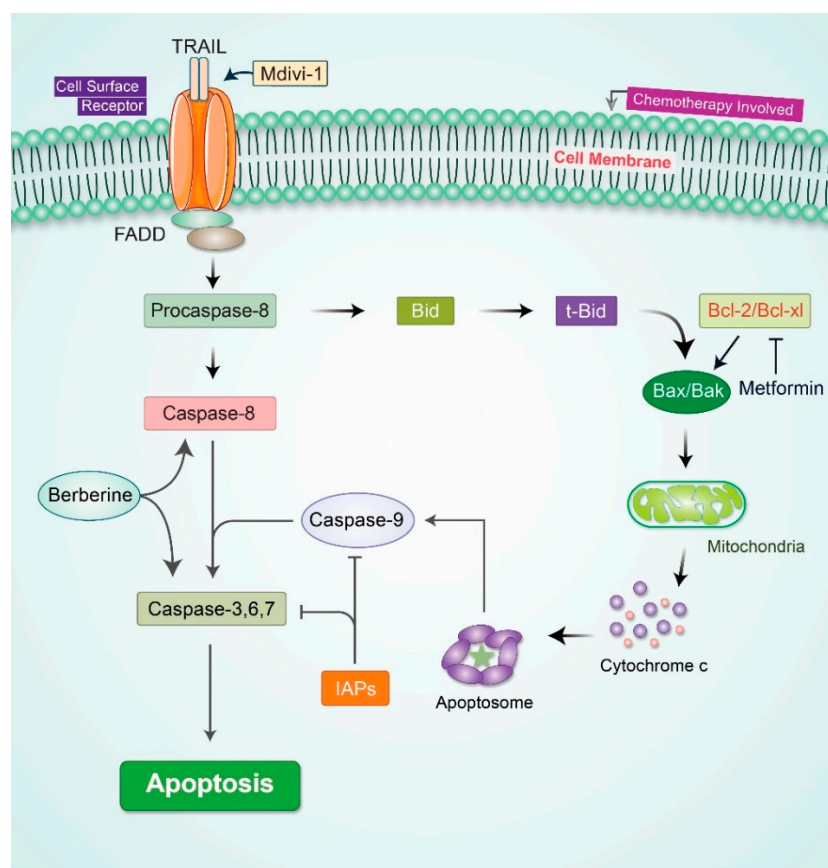 TRAIL
Mdivi-1
Cell Surface
Receptor
Chemotherapy Involved
Cell Membrane
FADD
Procaspase-8
Bid
t-Bid
Bcl-2/Bcl-xl
Bax/Bak
Metformin
Caspase-8
Berberine
Caspase-9
Mitochondria
Caspase-3,6,7
Cytochrome c
IAPs
Apoptosome
Apoptosis